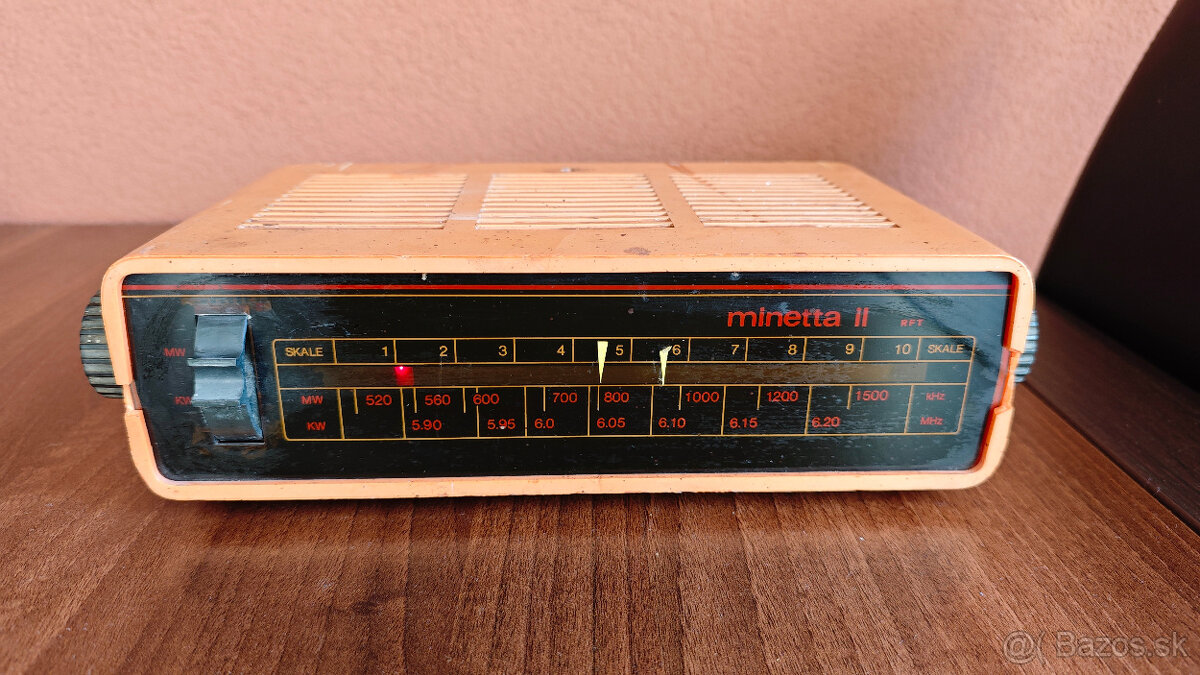 minetta II RFT
MW
KW
SKALE 1 2 3 4 5 6 7 8 9 10 SKALE
MW 520 560 600 700 800 1000 1200 1500 kHz
KW 5.90 5.95 6.0 6.05 6.10 6.15 6.20 MHz
@( Bazos.sk